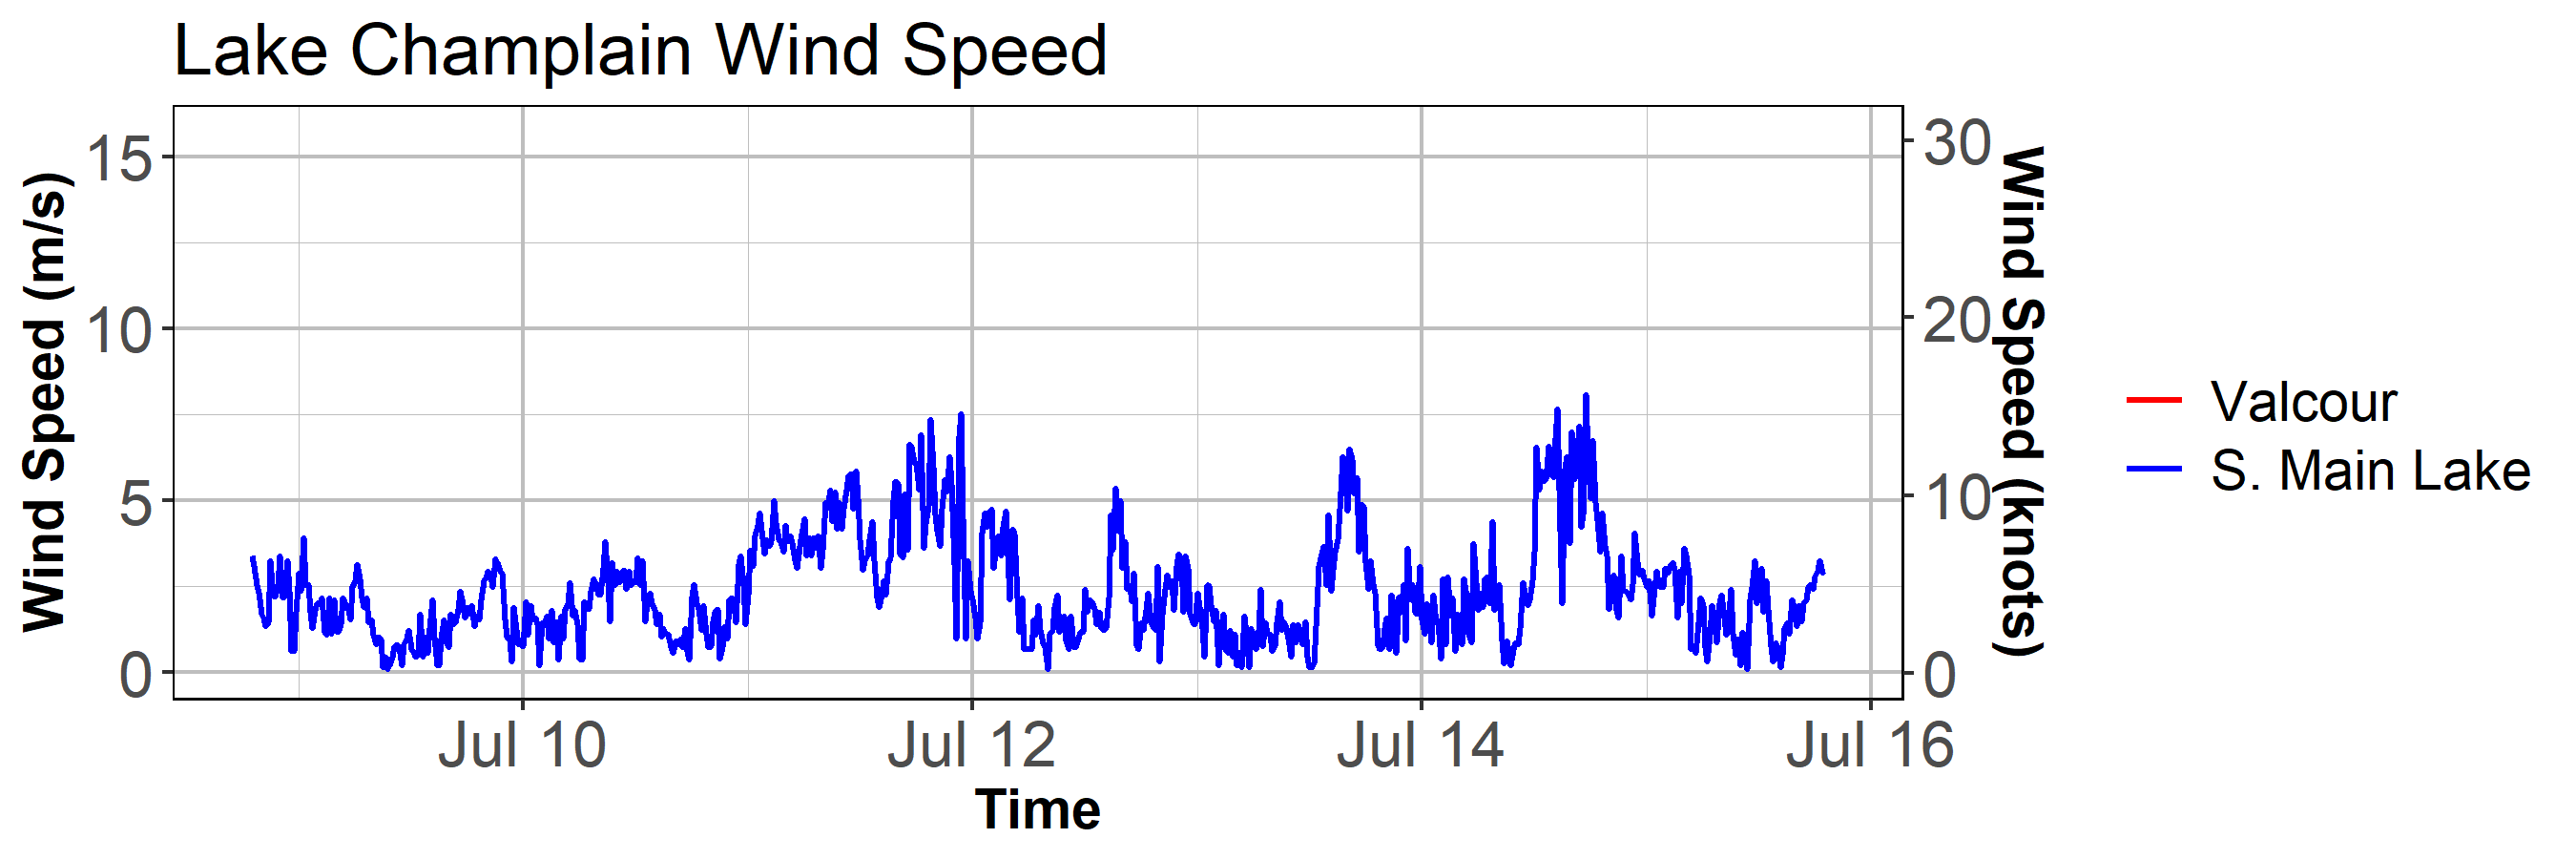 Lake Champlain Wind Speed
Wind Speed (m/s)
15
10
5
0
30
20
10
0
Wind Speed (knots)
Jul 10
Jul 12
Jul 14
Jul 16
Time
Valcour
S. Main Lake